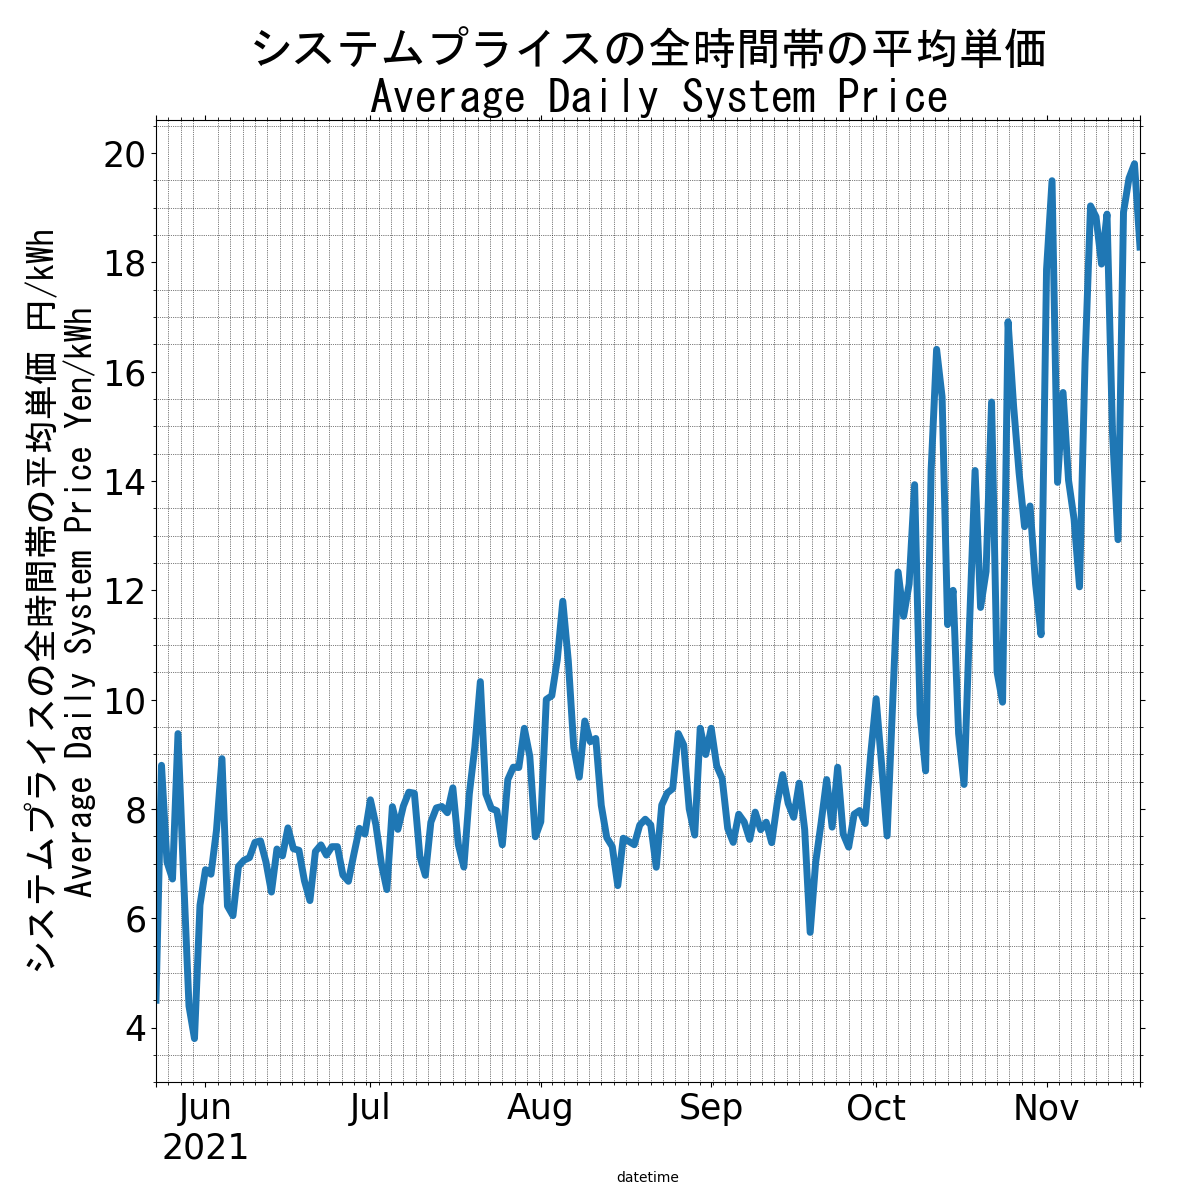 システムプライスの全時間帯の平均単価
Average Daily System Price
システムプライスの全時間帯の平均単価 円/kWh
Average Daily System Price Yen/kWh
20
18
16
14
12
10
8
6
4
Jun
2021
Jul
Aug
Sep
Oct
Nov
datetime